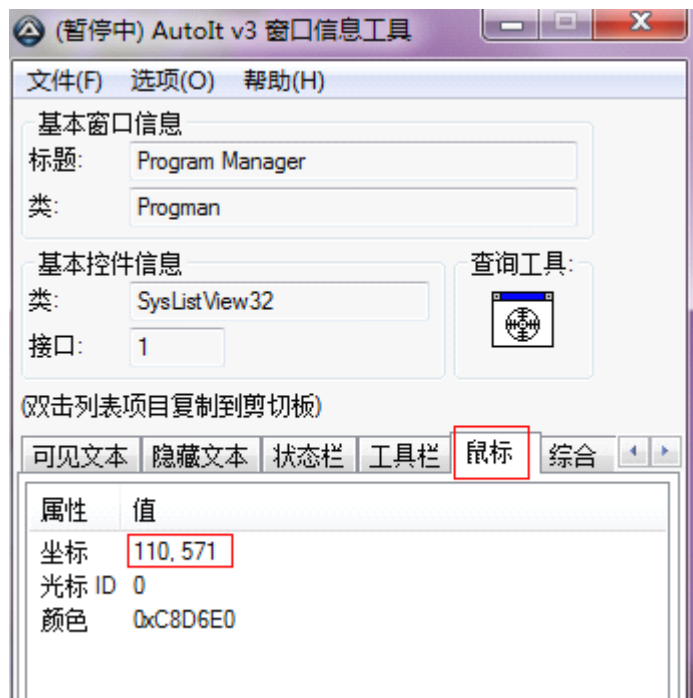 (暂停中) AutoIt v3 窗口信息工具
文件(F) 选项(O) 帮助(H)
基本窗口信息
标题: Program Manager
类: Progman
基本控件信息
查询工具:
类: SysListView32
接口: 1
(双击列表项目复制到剪切板)
可见文本 隐藏文本 状态栏 工具栏 鼠标 综合
属性 值
坐标 110, 571
光标 ID 0
颜色 0xC8D6E0